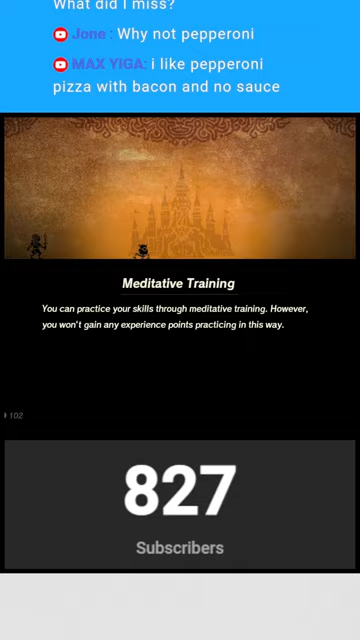 What did I miss?
Jone : Why not pepperoni
MAX YIGA: i like pepperoni
pizza with bacon and no sauce
Meditative Training
You can practice your skills through meditative training. However,
you won't gain any experience points practicing in this way.
102
827
Subscribers